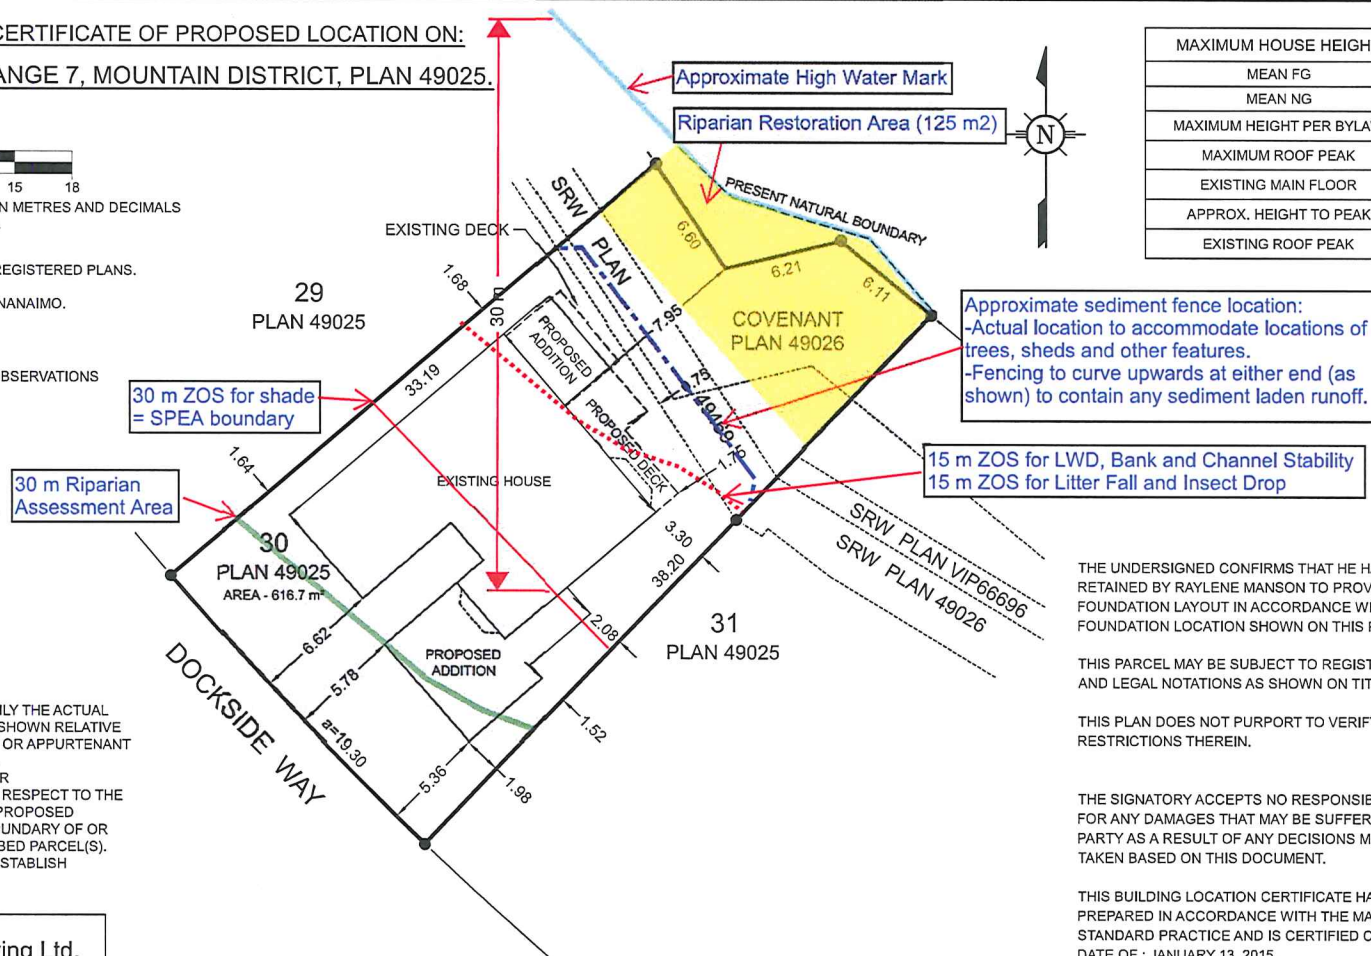 CERTIFICATE OF PROPOSED LOCATION ON:
ANGE 7, MOUNTAIN DISTRICT, PLAN 49025.
15 18
N METRES AND DECIMALS
REGISTERED PLANS.
NANAIMO.
BSERVATIONS
Approximate High Water Mark
Riparian Restoration Area (125 m2)
N
MAXIMUM HOUSE HEIGH
MEAN FG
MEAN NG
MAXIMUM HEIGHT PER BYLA
MAXIMUM ROOF PEAK
EXISTING MAIN FLOOR
APPROX. HEIGHT TO PEAK
EXISTING ROOF PEAK
PRESENT NATURAL BOUNDARY
SRW
PLAN
EXISTING DECK
6.60
6.21
6.11
1.68
30 m
29
PLAN 49025
7.95
COVENANT
PLAN 49026
PROPOSED
ADDITION
Approximate sediment fence location:
-Actual location to accommodate locations of
trees, sheds and other features.
-Fencing to curve upwards at either end (as
shown) to contain any sediment laden runoff.
33.19
30 m ZOS for shade
= SPEA boundary
PROPOSED DECK
49469
15 m ZOS for LWD, Bank and Channel Stability
15 m ZOS for Litter Fall and Insect Drop
1.64
EXISTING HOUSE
30 m Riparian
Assessment Area
3.30
38.20
SRW PLAN VIP66696
SRW PLAN 49026
30
PLAN 49025
AREA - 616.7 m²
2.08
31
PLAN 49025
6.62
5.78
PROPOSED
ADDITION
DOCKSIDE WAY
a=19.30
5.36
1.98
1.52
ILY THE ACTUAL
SHOWN RELATIVE
OR APPURTENANT
R
RESPECT TO THE
PROPOSED
UNDARY OF OR
BED PARCEL(S).
STABLISH
ing Ltd.
THE UNDERSIGNED CONFIRMS THAT HE HA
RETAINED BY RAYLENE MANSON TO PROV
FOUNDATION LAYOUT IN ACCORDANCE WI
FOUNDATION LOCATION SHOWN ON THIS P
THIS PARCEL MAY BE SUBJECT TO REGIST
AND LEGAL NOTATIONS AS SHOWN ON TIT
THIS PLAN DOES NOT PURPORT TO VERIF
RESTRICTIONS THEREIN.
THE SIGNATORY ACCEPTS NO RESPONSIB
FOR ANY DAMAGES THAT MAY BE SUFFER
PARTY AS A RESULT OF ANY DECISIONS M
TAKEN BASED ON THIS DOCUMENT.
THIS BUILDING LOCATION CERTIFICATE HA
PREPARED IN ACCORDANCE WITH THE MA
STANDARD PRACTICE AND IS CERTIFIED C
DATE OF : JANUARY 13, 2015